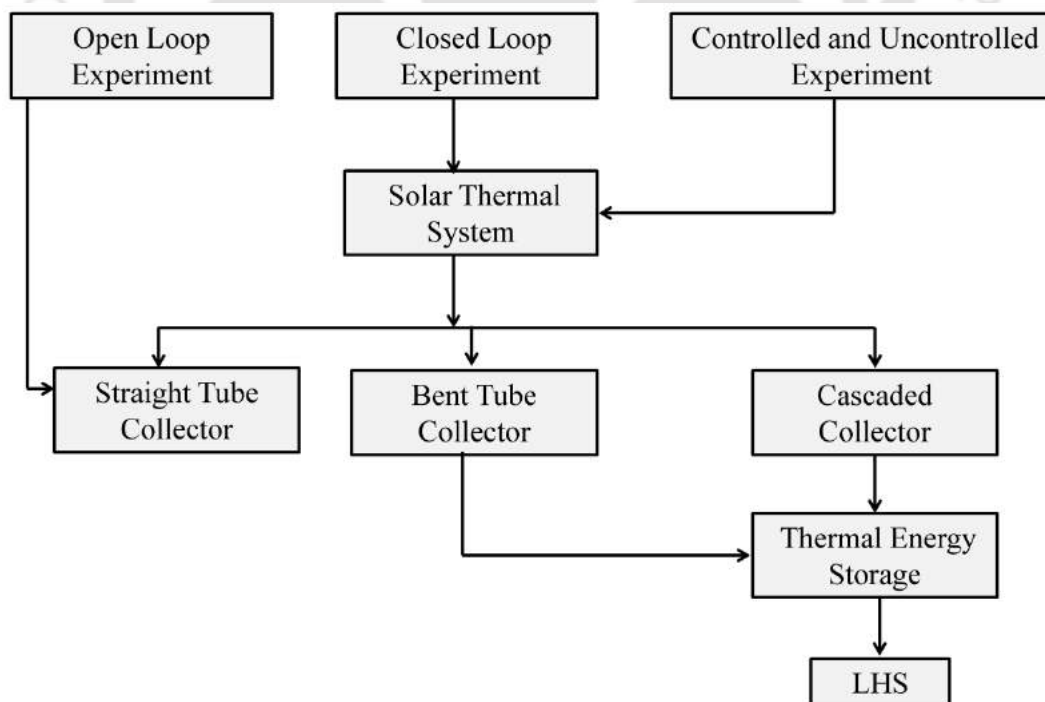 Open Loop
Experiment
Closed Loop
Experiment
Controlled and Uncontrolled
Experiment
Solar Thermal
System
Straight Tube
Collector
Bent Tube
Collector
Cascaded
Collector
Thermal Energy
Storage
LHS